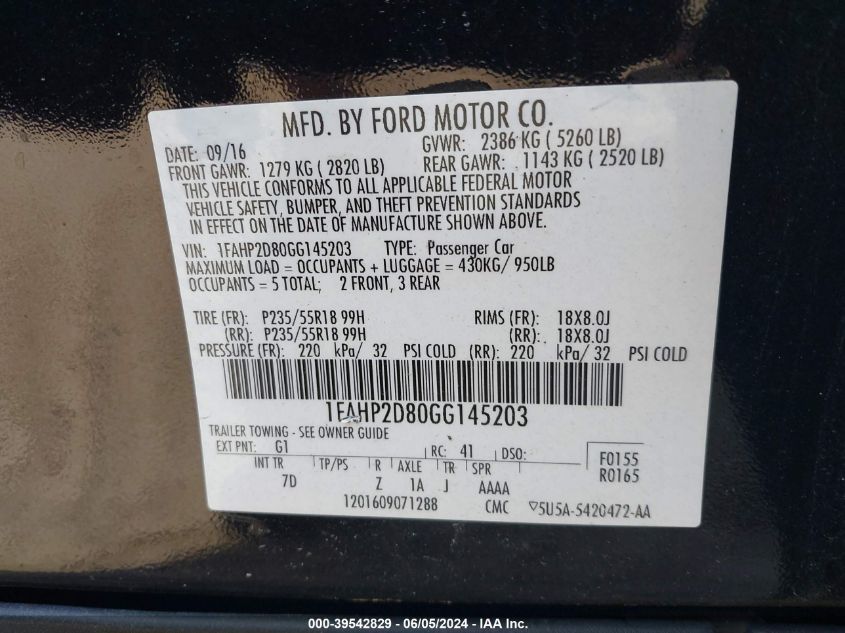 MFD. BY FORD MOTOR CO.
DATE: 09/16 GVWR: 2386 KG ( 5260 LB)
FRONT GAWR: 1279 KG ( 2820 LB) REAR GAWR: 1143 KG ( 2520 LB)
THIS VEHICLE CONFORMS TO ALL APPLICABLE FEDERAL MOTOR
VEHICLE SAFETY, BUMPER, AND THEFT PREVENTION STANDARDS
IN EFFECT ON THE DATE OF MANUFACTURE SHOWN ABOVE.
VIN: 1FAHP2D80GG145203 TYPE: Passenger Car
MAXIMUM LOAD = OCCUPANTS + LUGGAGE = 430KG/ 950LB
OCCUPANTS = 5 TOTAL; 2 FRONT, 3 REAR
TIRE (FR): P235/55R18 99H RIMS (FR): 18X8.0J
(RR): P235/55R18 99H (RR): 18X8.0J
PRESSURE (FR): 220 kPa/ 32 PSI COLD (RR): 220 kPa/ 32 PSI COLD
1FAHP2D80GG145203
TRAILER TOWING - SEE OWNER GUIDE
EXT PNT: G1 RC: 41 DSO: F0155
INT TR TP/PS R AXLE TR SPR R0165
7D Z 1A J AAAA
1201609071288 CMC ▽5U5A-5420472-AA
000-39542829 - 06/05/2024 - IAA Inc.